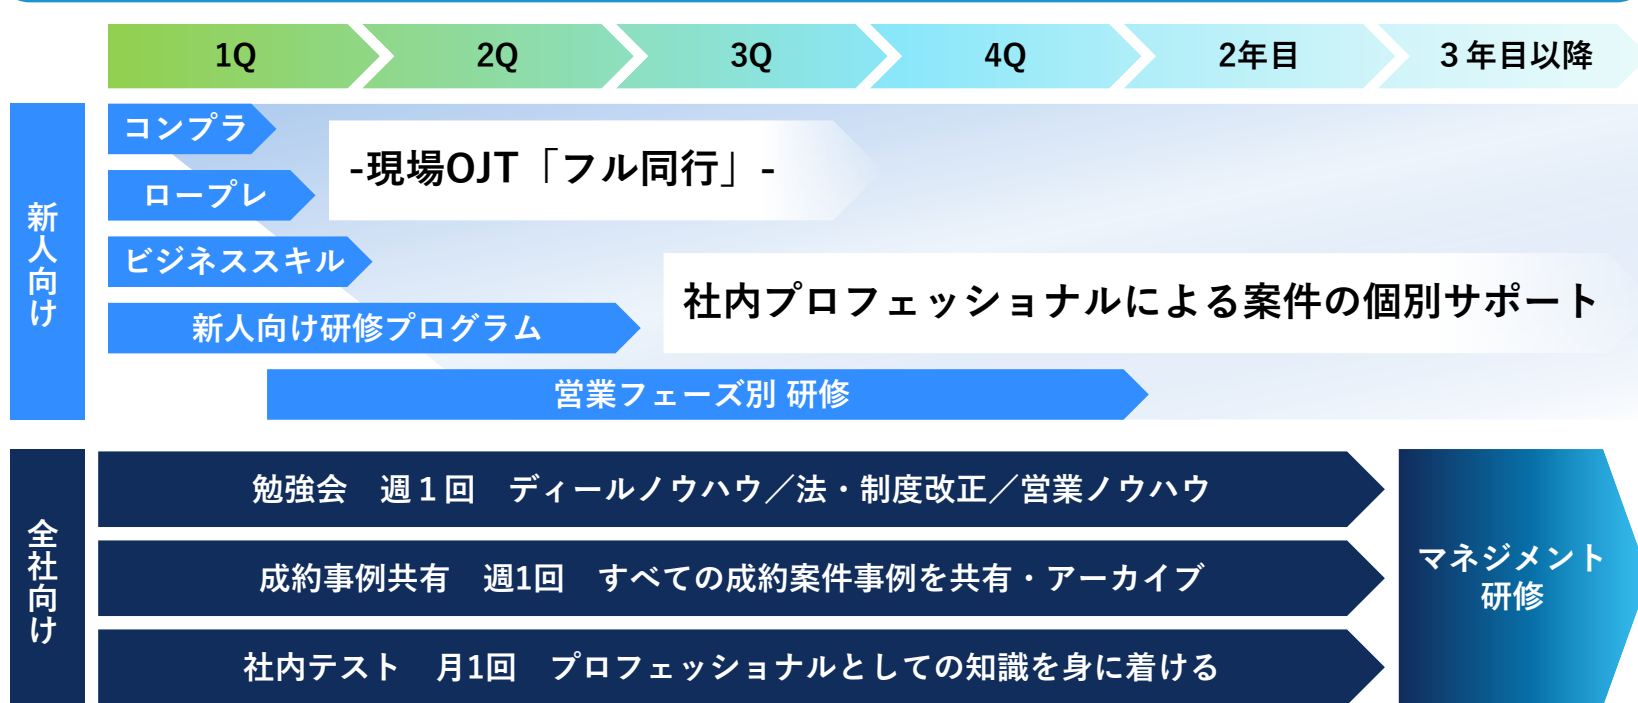 1Q
2Q
3Q
4Q
2年目
３年目以降
新人向け
コンプラ
ロープレ
ビジネススキル
新人向け研修プログラム
営業フェーズ別 研修
-現場OJT「フル同行」-
社内プロフェッショナルによる案件の個別サポート
全社向け
勉強会　週１回　ディールノウハウ／法・制度改正／営業ノウハウ
成約事例共有　週1回　すべての成約案件事例を共有・アーカイブ
社内テスト　月1回　プロフェッショナルとしての知識を身に着ける
マネジメント
研修